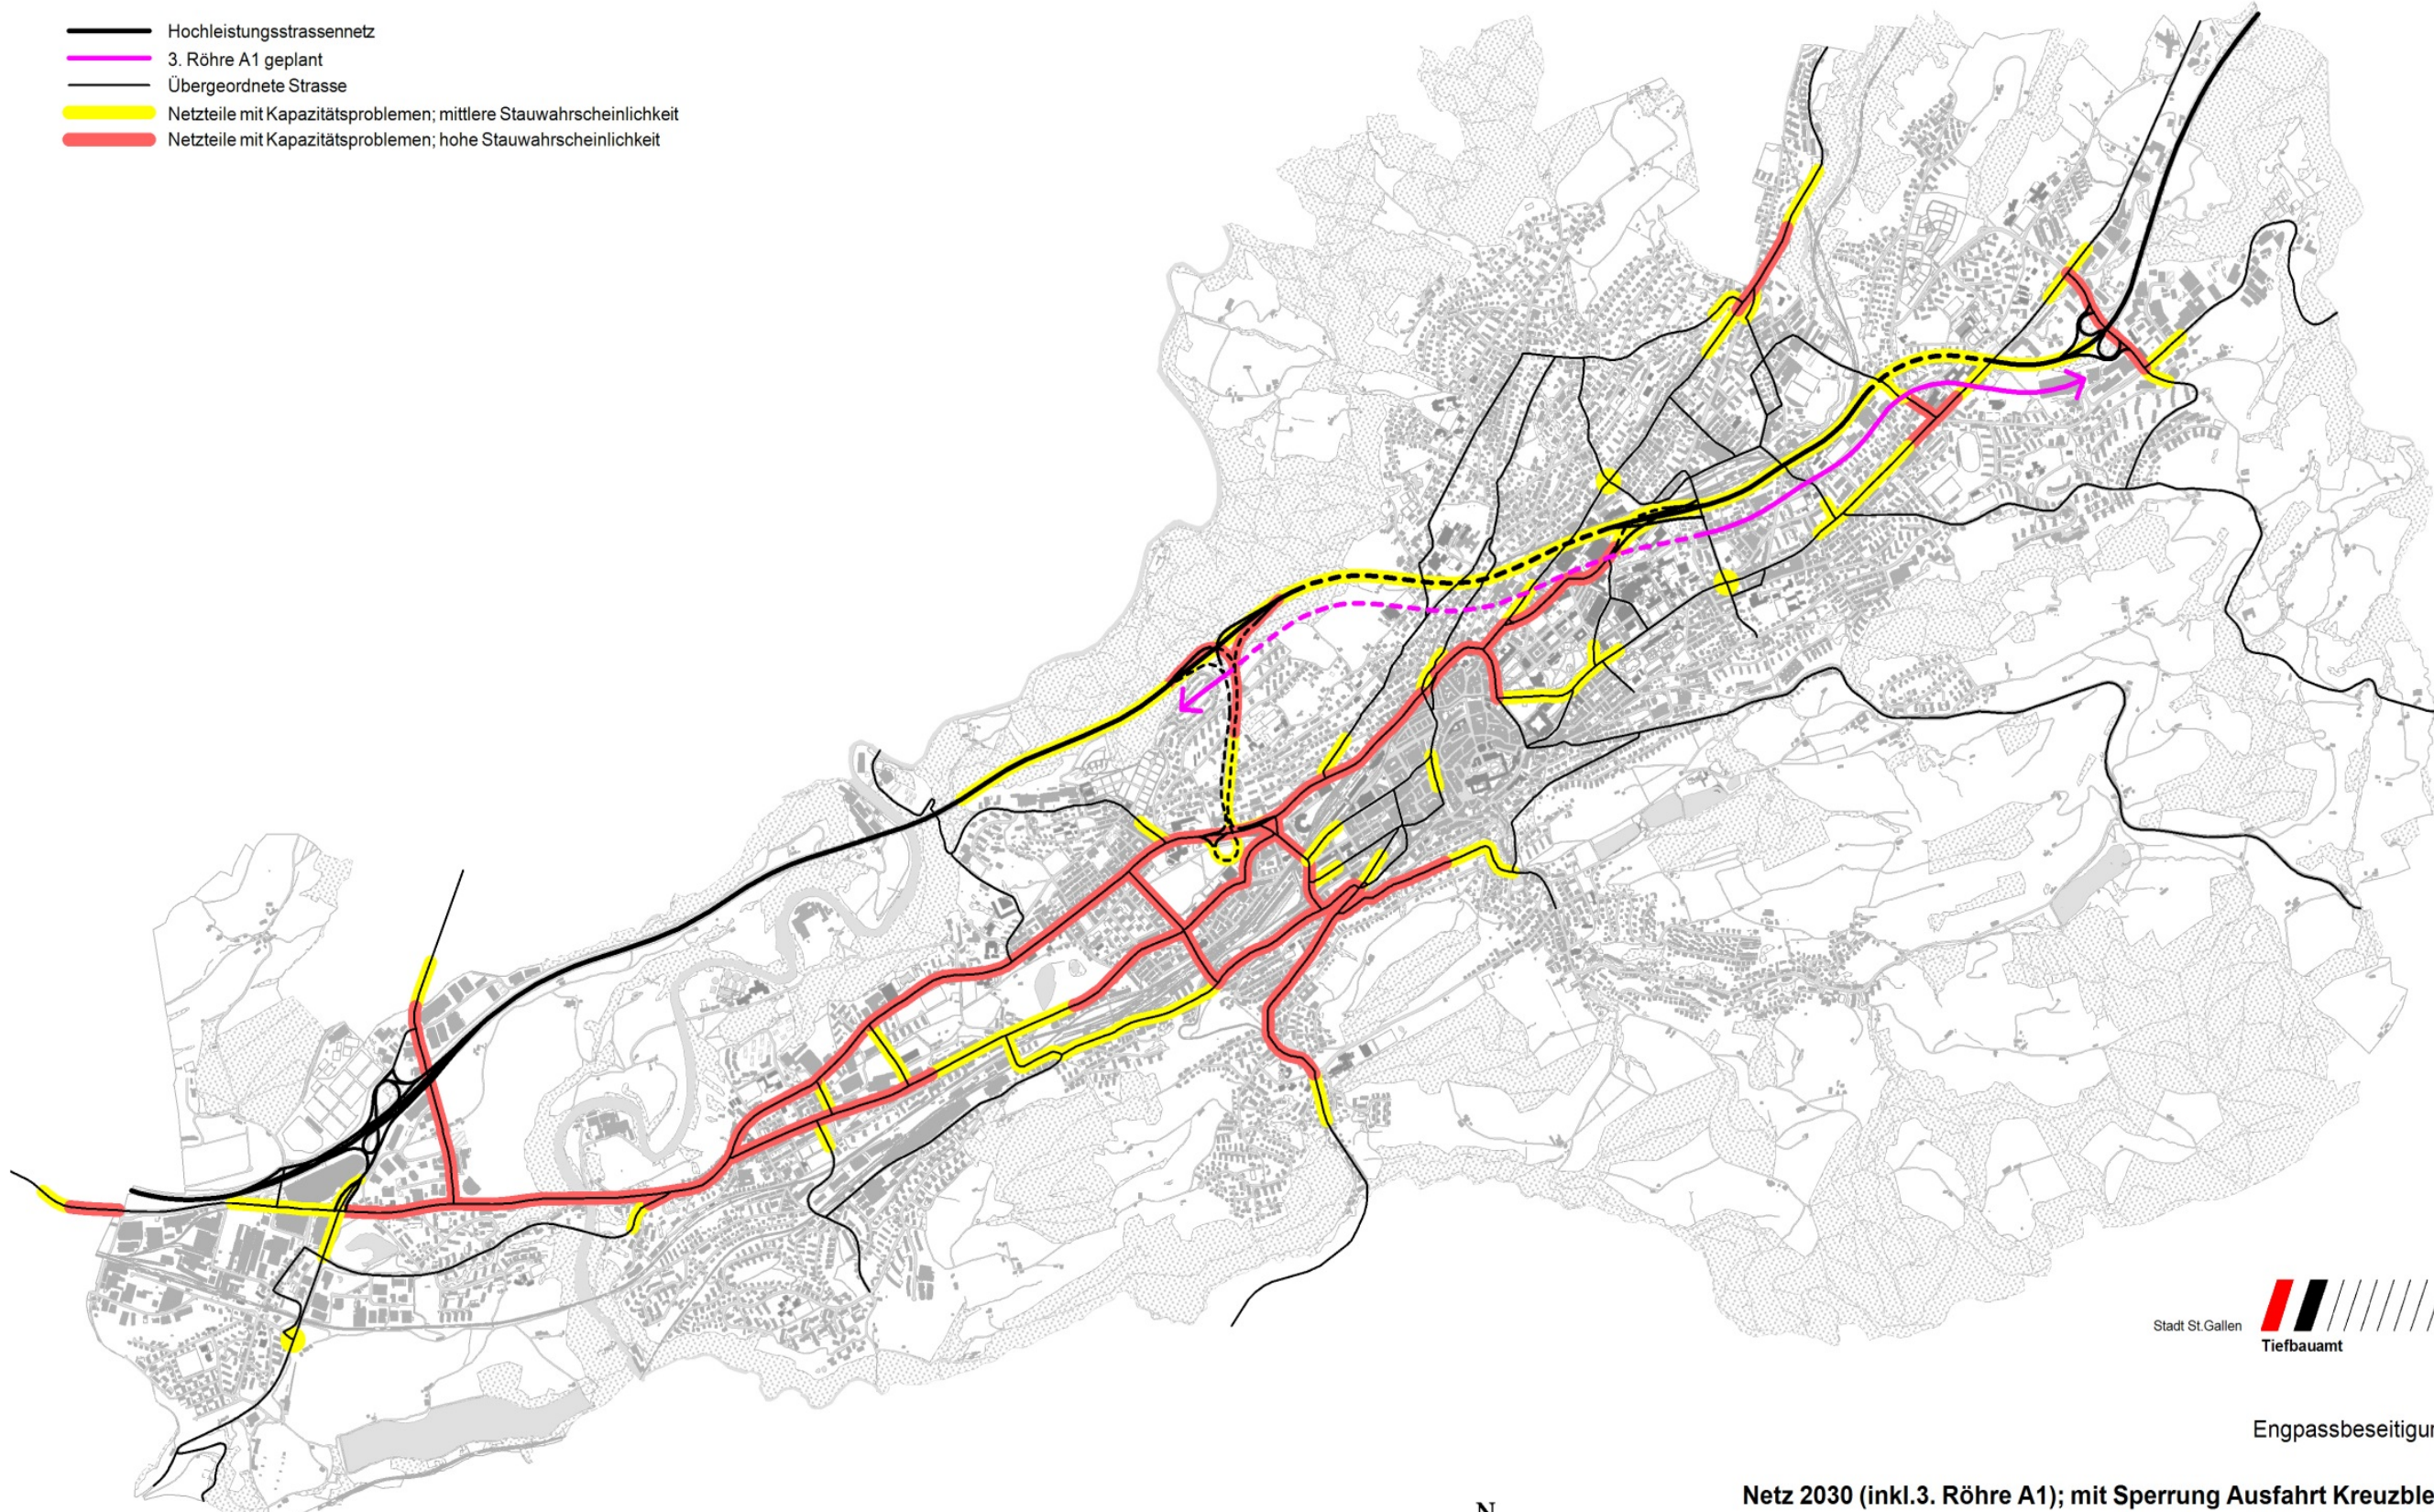 Hochleistungsstrassennetz
3. Röhre A1 geplant
Übergeordnete Strasse
Netzteile mit Kapazitätsproblemen; mittlere Stauwahrscheinlichkeit
Netzteile mit Kapazitätsproblemen; hohe Stauwahrscheinlichkeit
Stadt St.Gallen
Tiefbauamt
Engpassbeseitigu
N
Netz 2030 (inkl.3. Röhre A1); mit Sperrung Ausfahrt Kreuzble